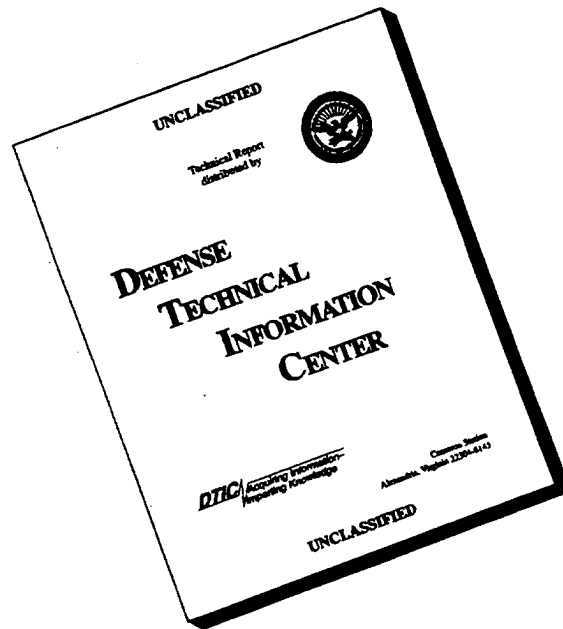 UNCLASSIFIED
Technical Report
distributed by
DEFENSE
TECHNICAL
INFORMATION
CENTER
DTIC
Acquiring Information–
Imparting Knowledge
Cameron Station
Alexandria, Virginia 22304-6145
UNCLASSIFIED